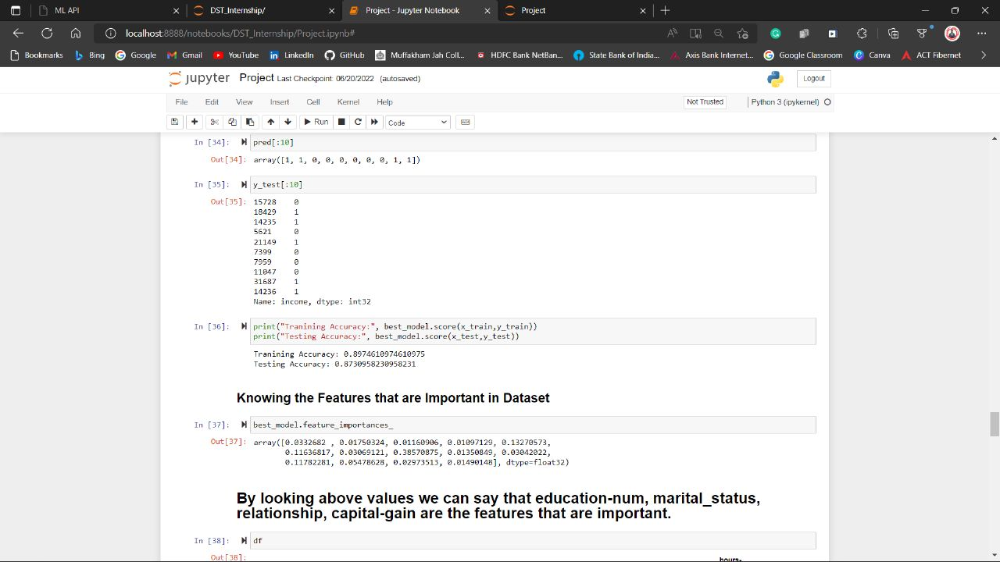 ML API
DST_Internship/
Project - Jupyter Notebook
Project
localhost:8888/notebooks/DST_Internship/Project.ipynb#
Bookmarks Bing Google Gmail YouTube LinkedIn GitHub Muffakham Jah Coll... HDFC Bank NetBan... State Bank of India... Axis Bank Internet... Google Classroom Canva ACT Fibernet
jupyter Project Last Checkpoint: 06/20/2022 (autosaved) Logout
File Edit View Insert Cell Kernel Help Not Trusted Python 3 (ipykernel)
Run Code
In [34]: pred[:10]
Out[34]: array([1, 1, 0, 0, 0, 0, 0, 0, 1, 1])
In [35]: y_test[:10]
Out[35]: 15728 0
18429 1
14235 1
5621 0
21149 1
7399 0
7959 0
11047 0
31687 1
14236 1
Name: income, dtype: int32
In [36]: print("Tranining Accuracy:", best_model.score(x_train,y_train))
print("Testing Accuracy:", best_model.score(x_test,y_test))
Tranining Accuracy: 0.8974610974610975
Testing Accuracy: 0.8730958230958231
Knowing the Features that are Important in Dataset
In [37]: best_model.feature_importances_
Out[37]: array([0.0332682 , 0.01750324, 0.01160906, 0.01097129, 0.13270573,
0.11636817, 0.03069121, 0.38570875, 0.01350849, 0.03042022,
0.11782281, 0.05478628, 0.02973513, 0.01490148], dtype=float32)
By looking above values we can say that education-num, marital_status,
relationship, capital-gain are the features that are important.
In [38]: df
Out[38]:
hours-